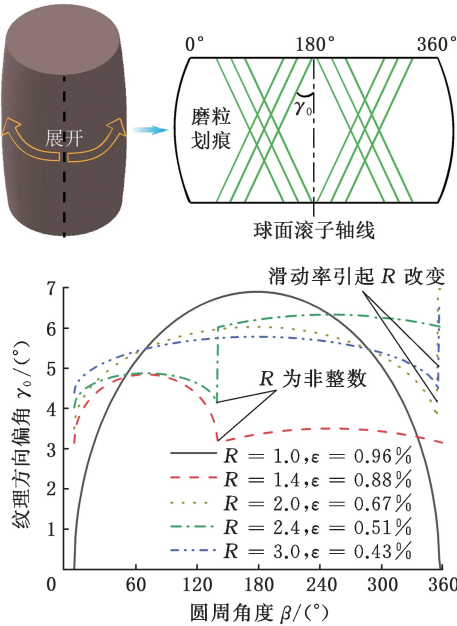 0° 180° 360°
展开
γ₀
磨粒
划痕
球面滚子轴线
滑动率引起 R 改变
7
6
5
4
3
2
1
纹理方向偏角 γ₀/(°)
R 为非整数
R = 1.0,ε = 0.96%
R = 1.4,ε = 0.88%
R = 2.0,ε = 0.67%
R = 2.4,ε = 0.51%
R = 3.0,ε = 0.43%
0 60 120 180 240 300 360
圆周角度 β/(°)